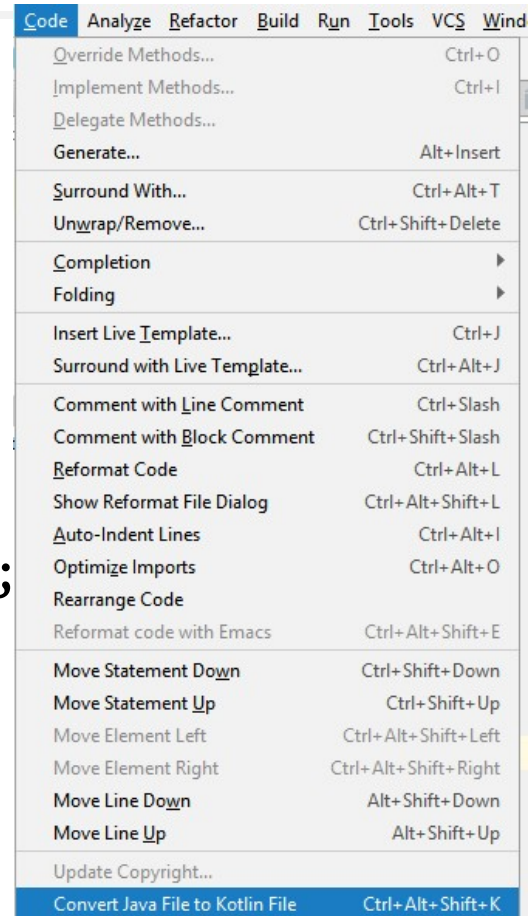 Code Analyze Refactor Build Run Tools VCS Wind
Override Methods... Ctrl+O
Implement Methods... Ctrl+I
Delegate Methods...
Generate... Alt+Insert
Surround With... Ctrl+Alt+T
Unwrap/Remove... Ctrl+Shift+Delete
Completion
Folding
Insert Live Template... Ctrl+J
Surround with Live Template... Ctrl+Alt+J
Comment with Line Comment Ctrl+Slash
Comment with Block Comment Ctrl+Shift+Slash
Reformat Code Ctrl+Alt+L
Show Reformat File Dialog Ctrl+Alt+Shift+L
Auto-Indent Lines Ctrl+Alt+I
; Optimize Imports Ctrl+Alt+O
Rearrange Code
Reformat code with Emacs Ctrl+Alt+Shift+E
Move Statement Down Ctrl+Shift+Down
Move Statement Up Ctrl+Shift+Up
Move Element Left Ctrl+Alt+Shift+Left
Move Element Right Ctrl+Alt+Shift+Right
Move Line Down Alt+Shift+Down
Move Line Up Alt+Shift+Up
Update Copyright...
Convert Java File to Kotlin File Ctrl+Alt+Shift+K